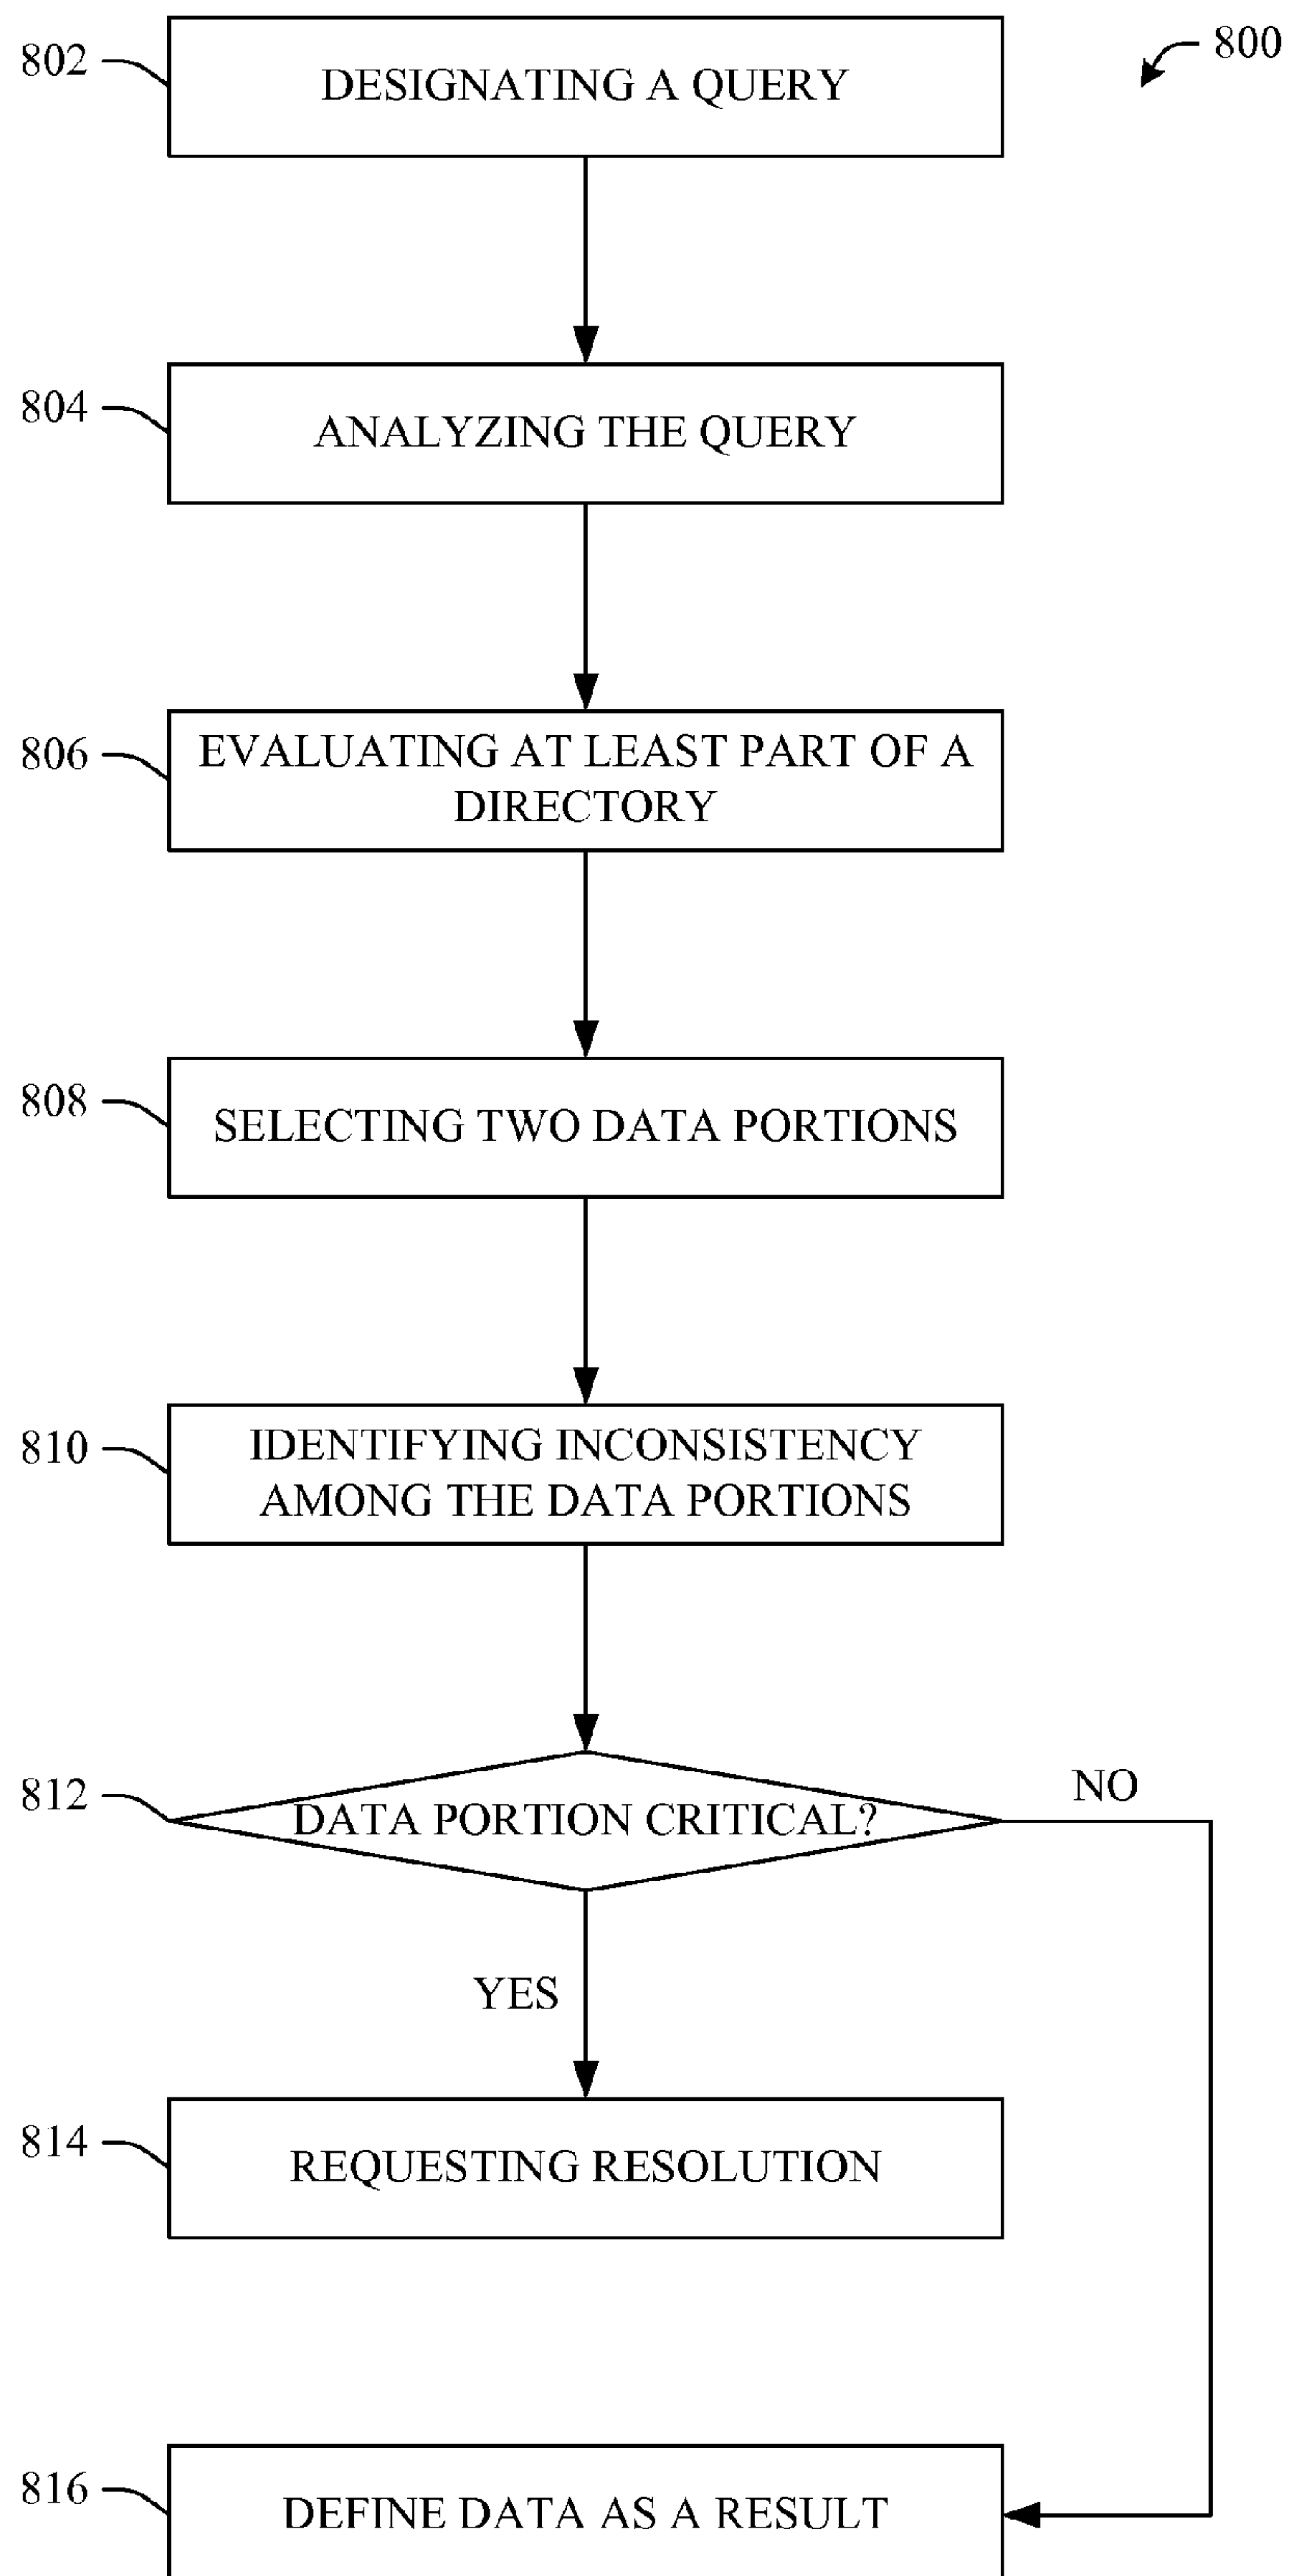 800
802
DESIGNATING A QUERY
804
ANALYZING THE QUERY
806
EVALUATING AT LEAST PART OF A
DIRECTORY
808
SELECTING TWO DATA PORTIONS
810
IDENTIFYING INCONSISTENCY
AMONG THE DATA PORTIONS
812
DATA PORTION CRITICAL?
NO
YES
814
REQUESTING RESOLUTION
816
DEFINE DATA AS A RESULT